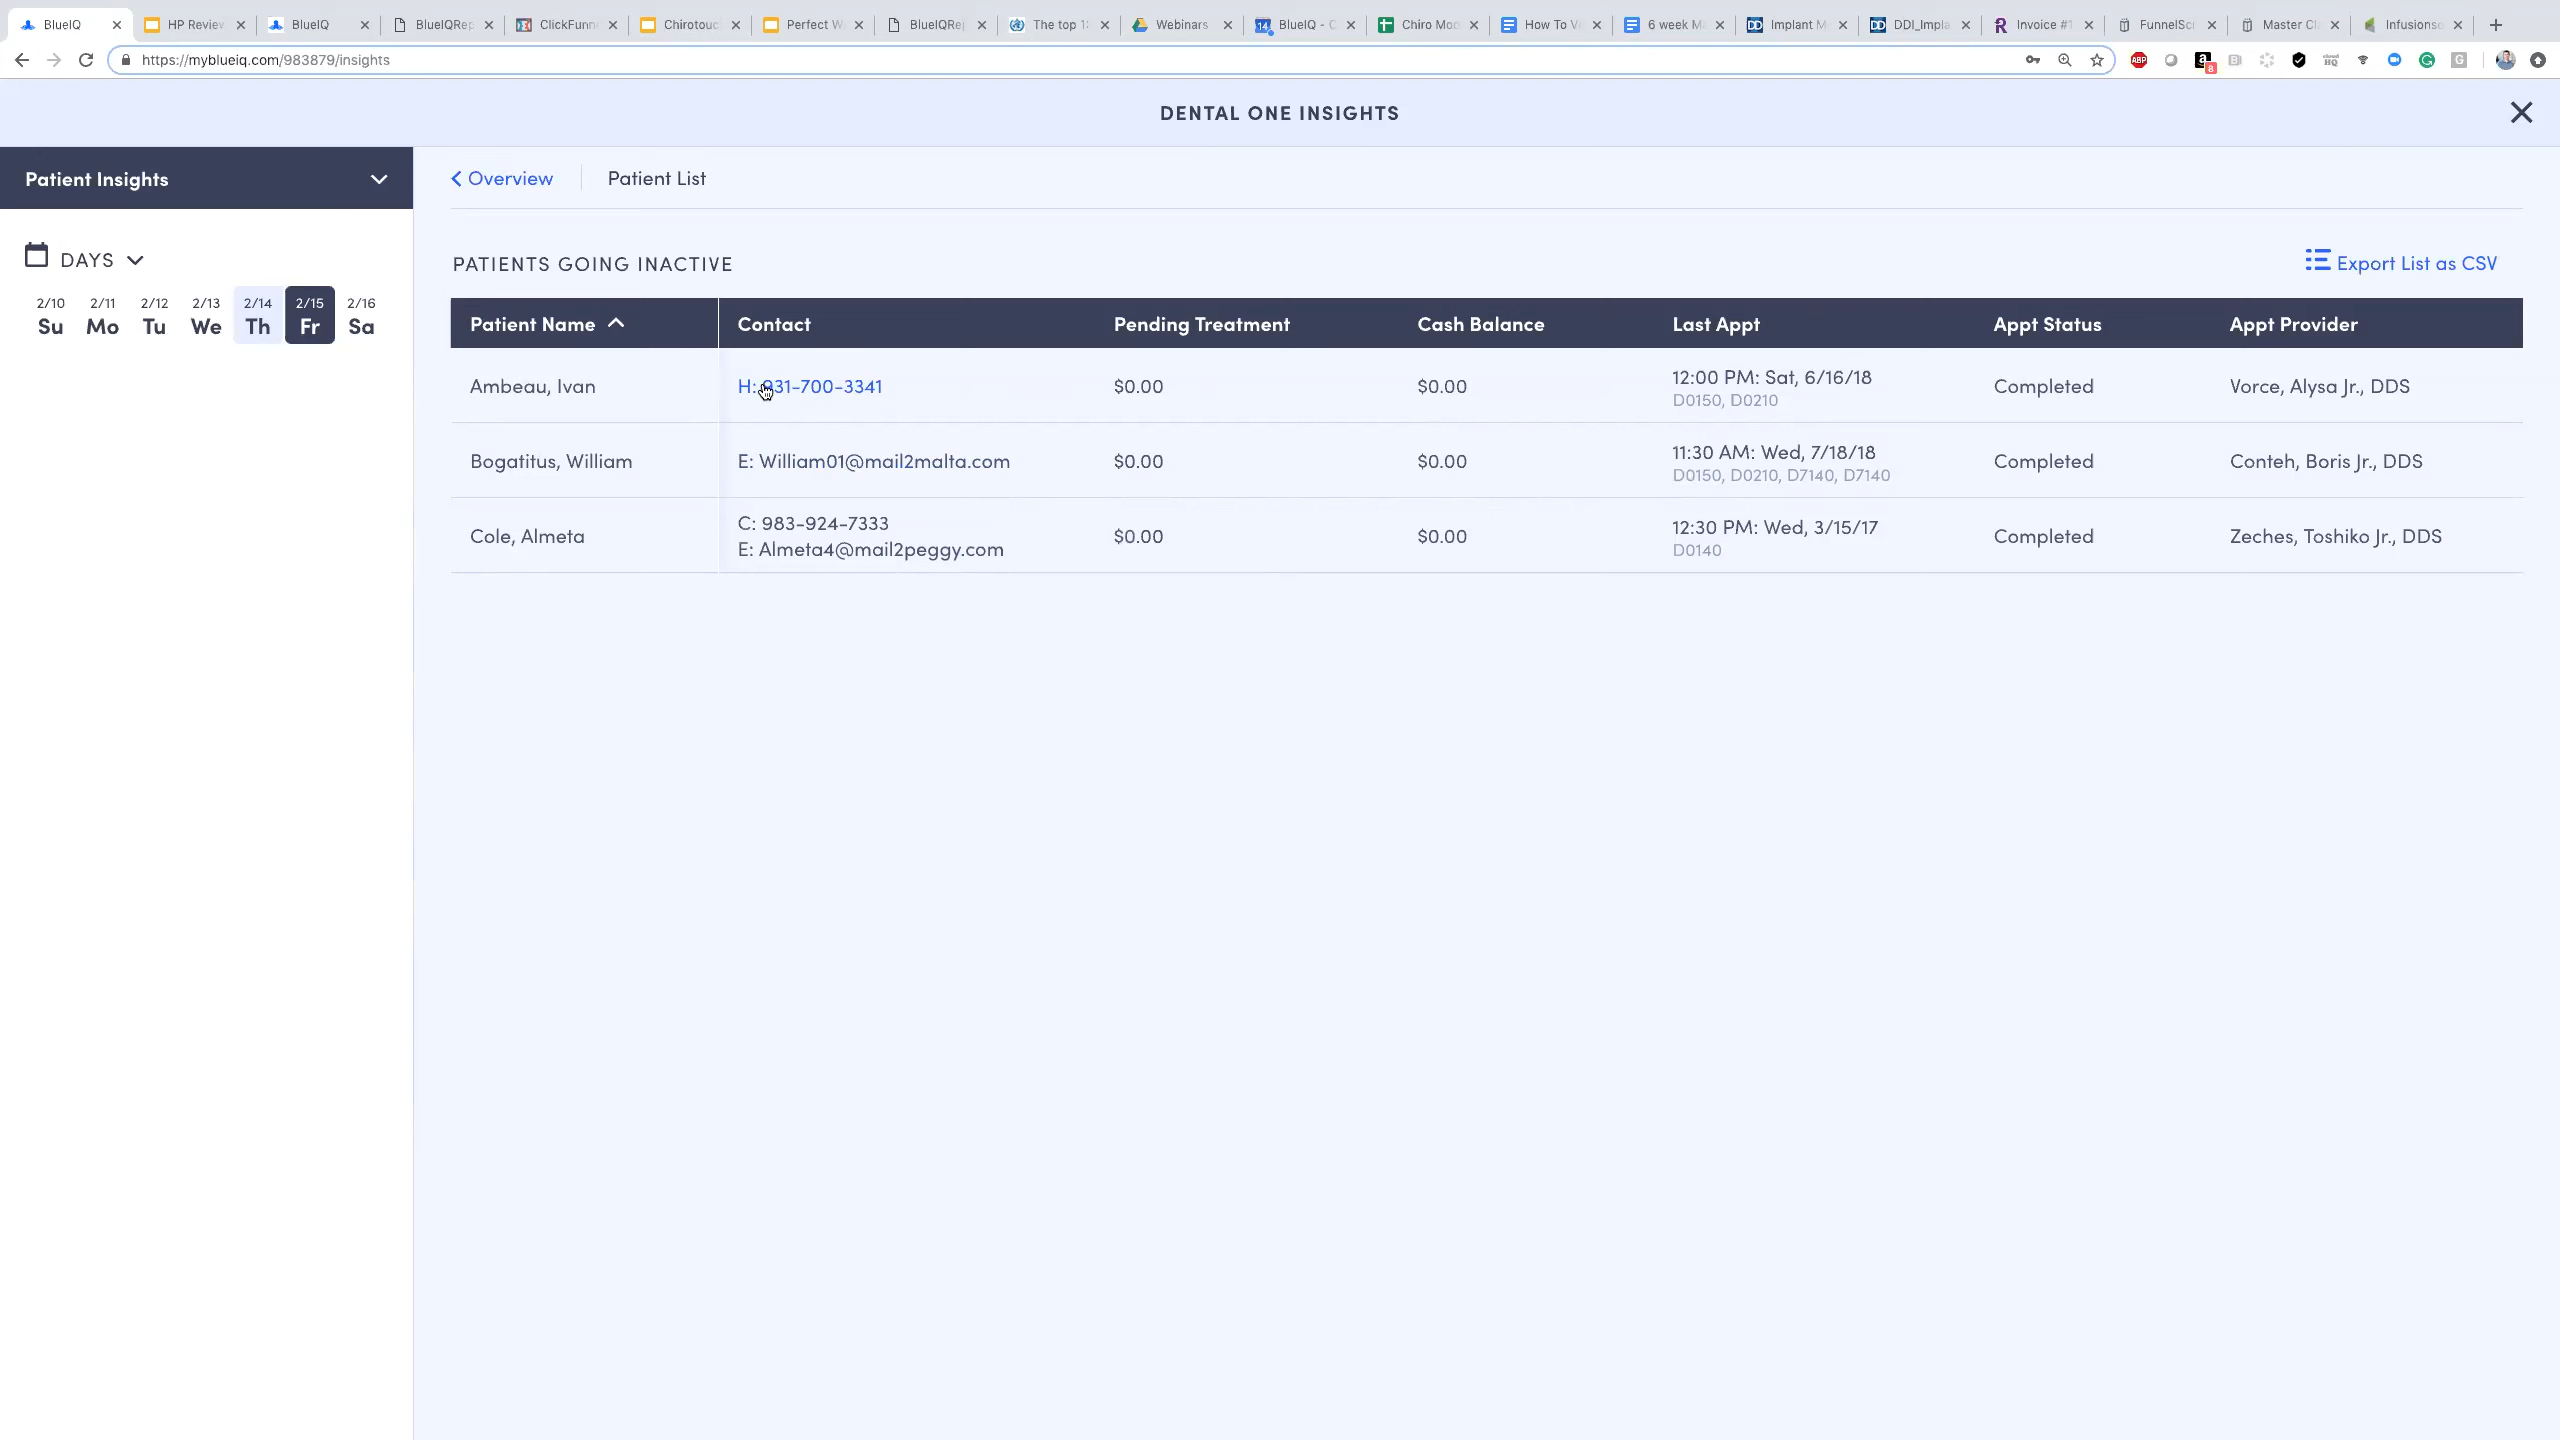 BlueIQ
HP Review
BlueIQ
BlueIQRep
ClickFunn
Chirotouc
Perfect W
BlueIQRep
The top 1
Webinars
BlueIQ - C
Chiro Moc
How To V
6 week M
Implant M
DDI_Impla
Invoice #1
FunnelScr
Master Cl
Infusionso
https://myblueiq.com/983879/insights
DENTAL ONE INSIGHTS
Patient Insights
Overview
Patient List
DAYS
2/10 2/11 2/12 2/13 2/14 2/15 2/16
Su Mo Tu We Th Fr Sa
PATIENTS GOING INACTIVE
Export List as CSV
Patient Name Contact Pending Treatment Cash Balance Last Appt Appt Status Appt Provider
Ambeau, Ivan H: 931-700-3341 $0.00 $0.00 12:00 PM: Sat, 6/16/18 Completed Vorce, Alysa Jr., DDS
D0150, D0210
Bogatitus, William E: William01@mail2malta.com $0.00 $0.00 11:30 AM: Wed, 7/18/18 Completed Conteh, Boris Jr., DDS
D0150, D0210, D7140, D7140
Cole, Almeta C: 983-924-7333 $0.00 $0.00 12:30 PM: Wed, 3/15/17 Completed Zeches, Toshiko Jr., DDS
E: Almeta4@mail2peggy.com D0140